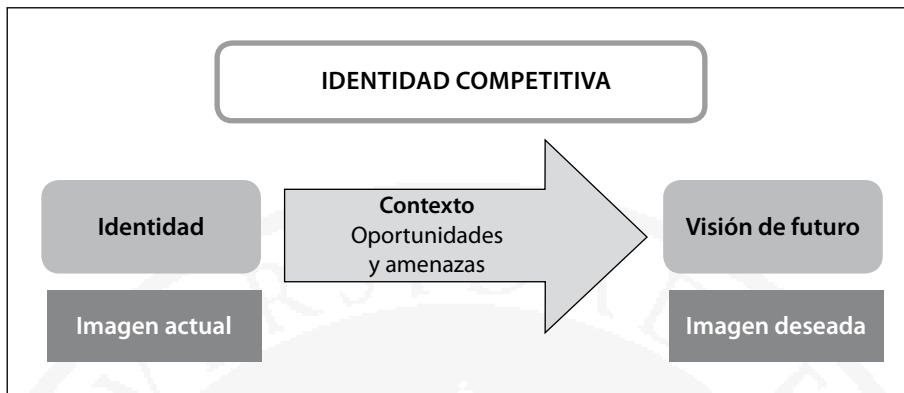 IDENTIDAD COMPETITIVA
Identidad
Imagen actual
Contexto
Oportunidades
y amenazas
Visión de futuro
Imagen deseada